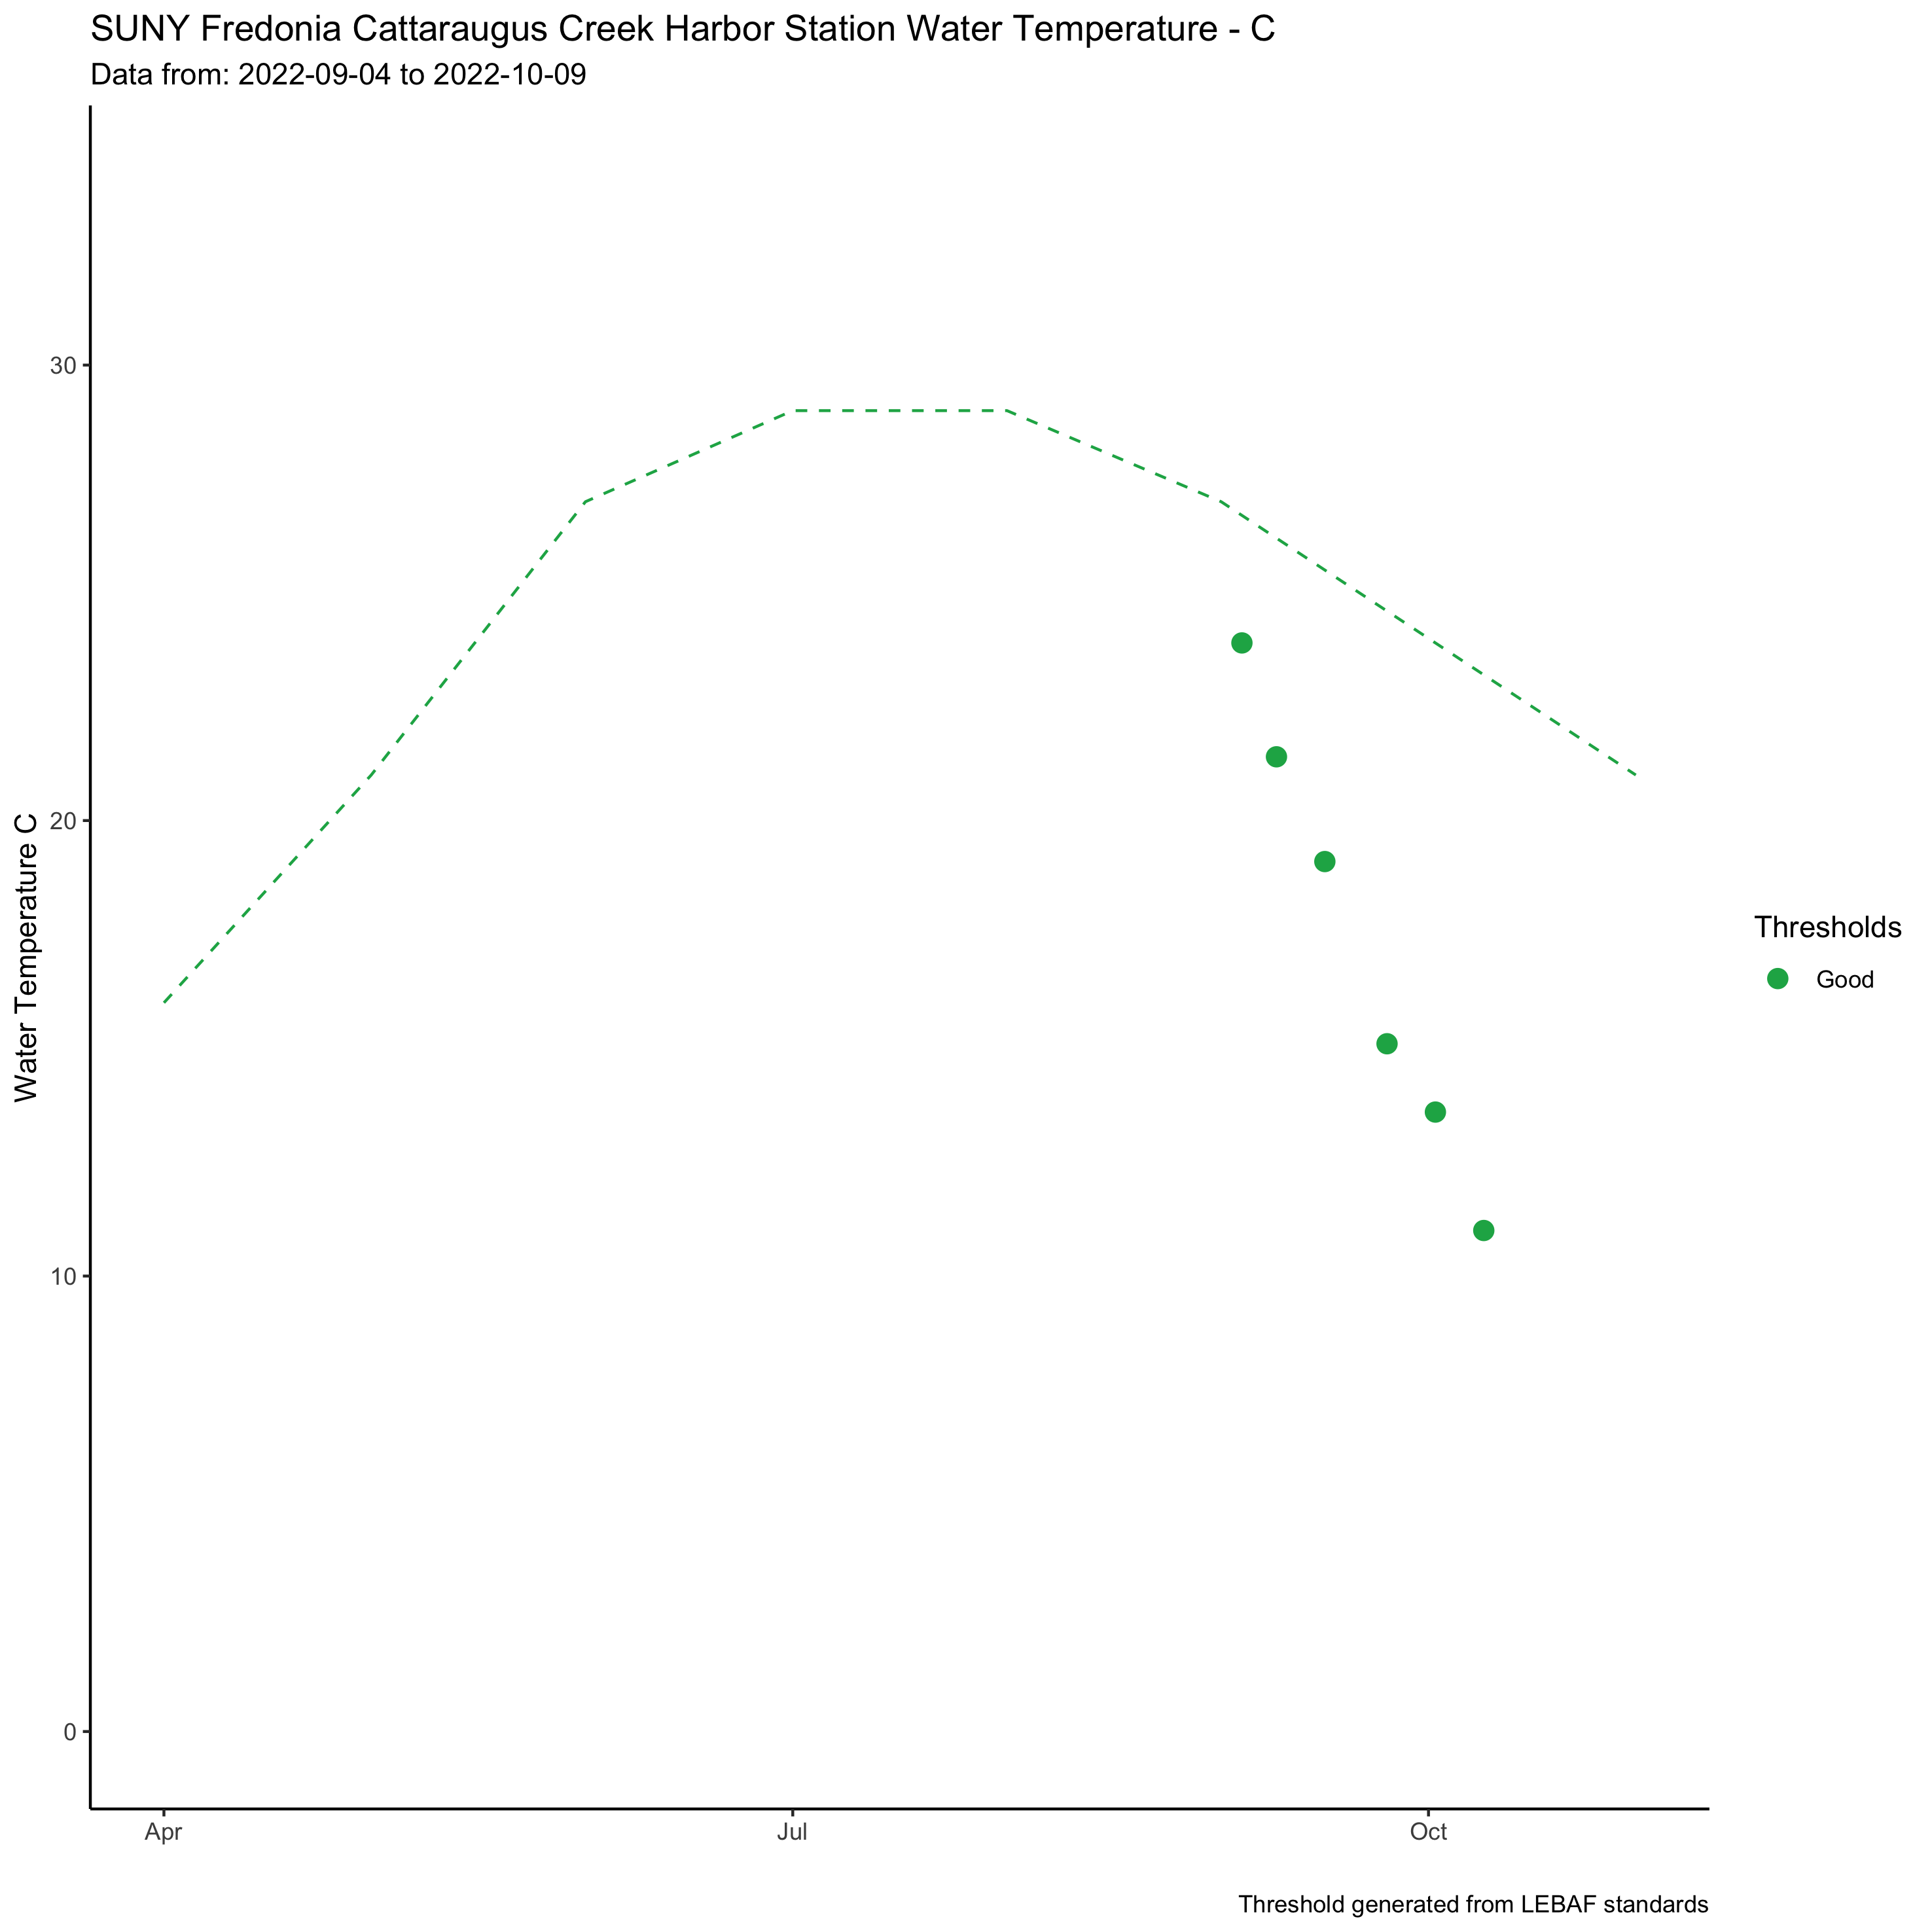 SUNY Fredonia Cattaraugus Creek Harbor Station Water Temperature - C
Data from: 2022-09-04 to 2022-10-09
30
20
10
0
Water Temperature C
Apr
Jul
Oct
Thresholds
Good
Threshold generated from LEBAF standards